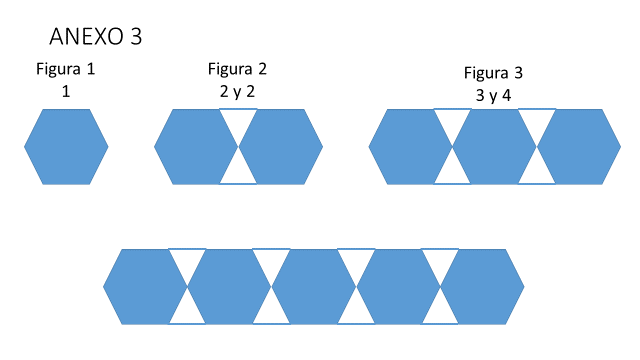 ANEXO 3
Figura 1
1
Figura 2
2 y 2
Figura 3
3 y 4